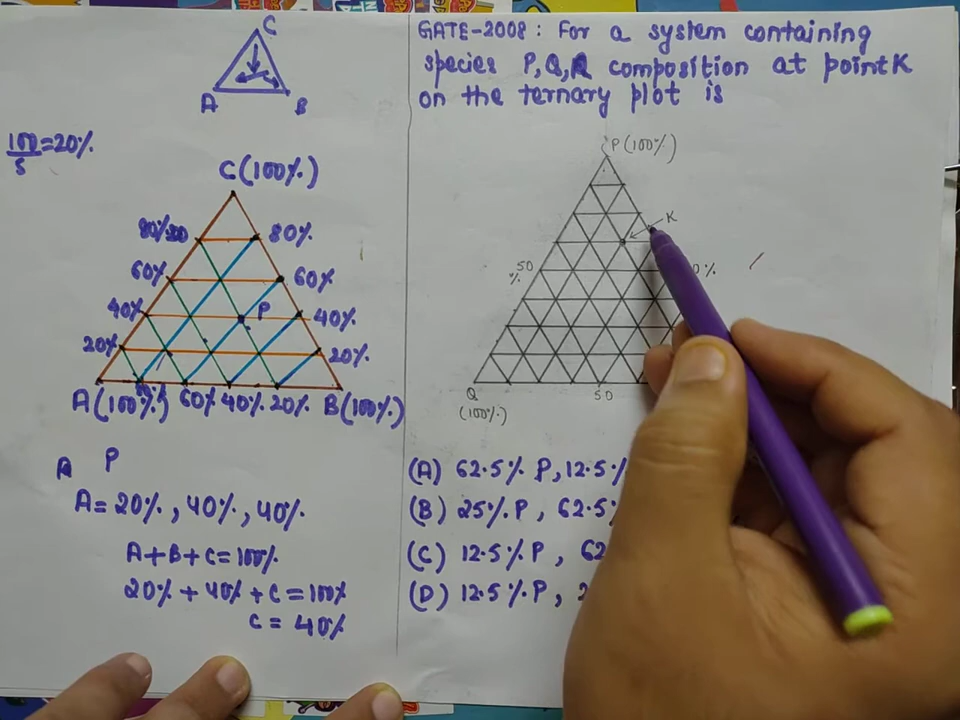 C
A B
100/5=20%
C(100%)
80% 80%
60% 60%
40% P 40%
20% 20%
A(100%) 60% 40% 20% B(100%)
A P
A=20%, 40%, 40%
A+B+C=100%
20% + 40% + C = 100%
C = 40%
GATE-2008: For a system containing
species P,Q,R composition at point K
on the ternary plot is
P(100%)
K
50
%
0%
Q
(100%)
50
(A) 62.5% P, 12.5%
(B) 25% P, 62.5%
(C) 12.5% P, 62
(D) 12.5% P, 2